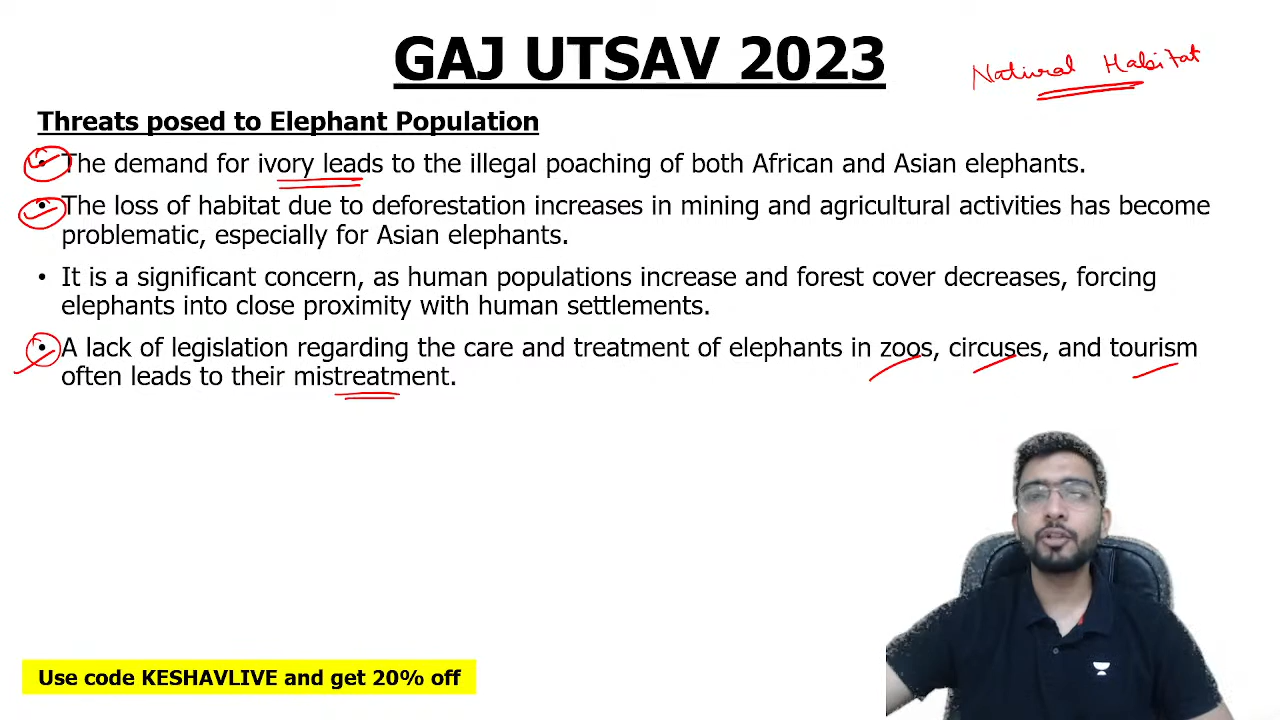 GAJ UTSAV 2023
Natural Habitat
Threats posed to Elephant Population
• The demand for ivory leads to the illegal poaching of both African and Asian elephants.
• The loss of habitat due to deforestation increases in mining and agricultural activities has become
problematic, especially for Asian elephants.
• It is a significant concern, as human populations increase and forest cover decreases, forcing
elephants into close proximity with human settlements.
• A lack of legislation regarding the care and treatment of elephants in zoos, circuses, and tourism
often leads to their mistreatment.
Use code KESHAVLIVE and get 20% off